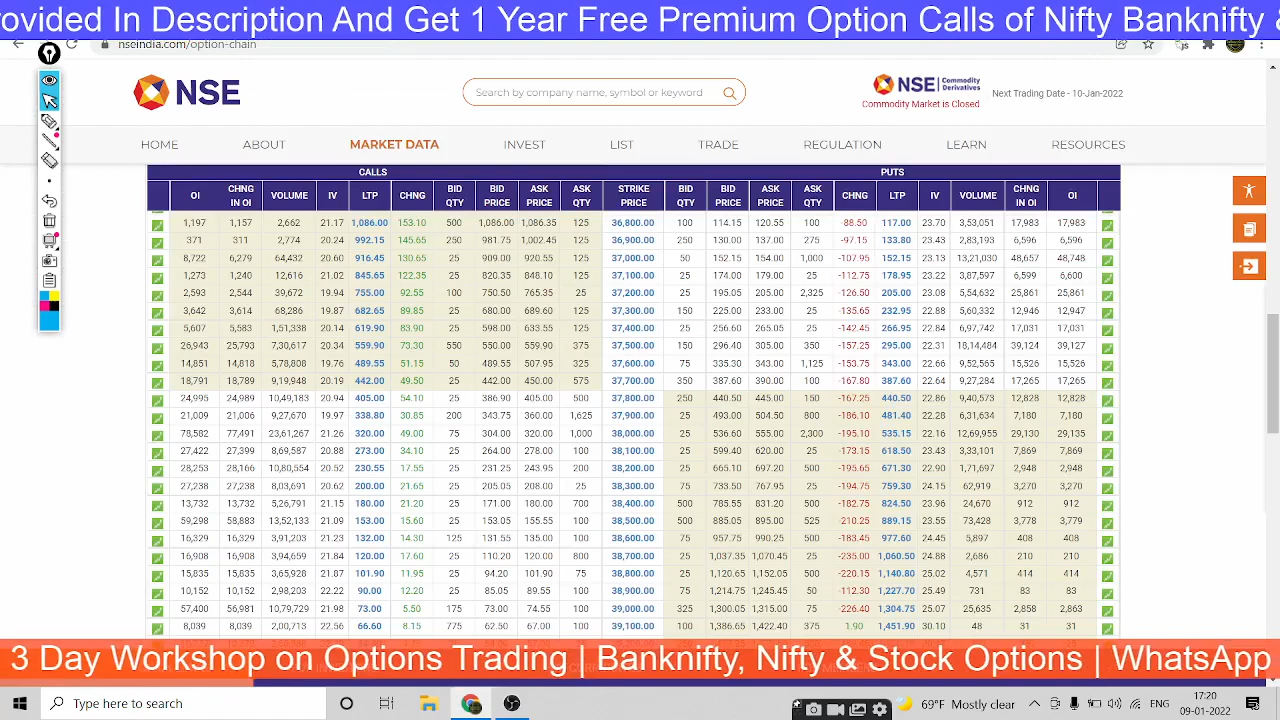 ovided In Description And Get 1 Year Free Premium Access of Nifty Banknifty
nseindia.com/option-chain
NSE
Search by company name, symbol or keyword
NSE Commodity Derivatives
Commodity Market is Closed
Next Trading Date - 10-Jan-2022
HOME ABOUT MARKET DATA INVEST LIST TRADE REGULATION LEARN RESOURCES
CALLS PUTS
OI CHNG IN OI VOLUME IV LTP CHNG BID QTY BID PRICE ASK PRICE ASK QTY STRIKE PRICE BID QTY BID PRICE ASK PRICE ASK QTY CHNG LTP IV VOLUME CHNG IN OI OI
1,197 1,157 2,662 21.17 1,086.00 153.10 500 1,086.00 1,086.35 125 36,800.00 100 114.15 120.55 100 -88.50 117.00 23.70 3,53,051 17,983 17,983
371 311 2,774 20.24 992.15 145.65 250 981.75 1,002.45 125 36,900.00 250 130.00 137.00 275 -97.15 133.80 23.43 2,83,193 6,596 6,596
8,722 6,279 64,432 20.60 916.45 130.65 25 909.00 920.55 125 37,000.00 50 152.15 154.00 1,000 -107.95 152.15 23.13 13,21,030 48,657 48,748
1,273 1,240 12,616 21.02 845.65 122.35 25 820.35 848.35 125 37,100.00 25 174.00 179.00 25 -112.75 178.95 23.22 3,87,597 6,599 6,600
2,593 2,544 39,672 19.94 755.00 92.55 100 750.50 765.35 25 37,200.00 25 195.05 205.00 2,325 -126.50 205.00 23.08 5,54,632 25,861 25,861
3,642 3,614 68,286 19.87 682.65 89.85 25 680.00 689.60 125 37,300.00 150 225.00 233.00 25 -135.65 232.95 22.88 5,60,332 12,946 12,947
5,607 5,583 1,51,338 20.14 619.90 63.90 25 598.00 633.55 125 37,400.00 25 256.60 265.05 25 -142.45 266.95 22.64 6,97,742 17,031 17,031
26,943 25,793 7,30,617 20.34 559.90 73.30 550 550.00 559.90 375 37,500.00 150 296.40 305.00 350 -157.25 295.00 22.31 18,14,484 39,124 39,127
14,851 14,818 5,78,808 19.76 489.55 51.15 50 489.55 507.95 325 37,600.00 75 335.30 343.00 1,125 -153.75 343.00 22.66 9,52,565 15,526 15,526
18,791 18,789 9,19,948 20.19 442.00 49.50 25 442.00 450.00 575 37,700.00 350 387.60 390.00 100 -167.80 387.60 22.64 9,27,284 17,265 17,265
24,995 24,989 10,49,183 20.94 405.00 54.10 25 386.90 405.00 500 37,800.00 250 440.50 445.00 150 -167.25 440.50 22.86 9,40,573 12,828 12,828
21,009 21,006 9,27,670 19.97 338.80 30.85 200 343.75 360.00 1,625 37,900.00 25 493.00 504.50 800 -186.10 481.40 22.28 6,31,634 7,180 7,180
78,582 77,491 23,61,267 21.26 320.00 49.00 75 304.00 320.00 1,000 38,000.00 25 536.60 555.00 2,300 -195.10 535.15 22.16 12,69,955 29,130 29,135
27,422 27,399 8,69,587 20.88 273.00 34.10 25 264.00 278.00 100 38,100.00 25 599.40 620.00 25 -173.15 618.50 23.43 3,33,101 7,869 7,869
28,253 28,166 10,80,554 20.52 230.55 17.55 25 231.25 243.95 200 38,200.00 25 665.10 697.20 500 -195.65 671.30 22.90 1,71,697 2,948 2,948
27,238 27,238 8,03,691 20.62 200.00 21.65 25 205.05 208.00 25 38,300.00 75 733.50 767.95 25 -194.75 759.30 24.15 62,919 3,270 3,270
13,732 13,732 5,26,791 21.15 180.00 21.20 25 171.00 180.00 700 38,400.00 500 785.55 831.20 500 -182.75 824.50 23.96 24,670 912 912
59,298 58,883 13,52,133 21.09 153.00 15.60 25 153.05 155.55 100 38,500.00 500 885.05 895.00 525 -210.25 889.15 23.55 73,428 3,778 3,779
16,329 16,329 3,91,203 21.23 132.00 14.30 125 131.55 135.00 100 38,600.00 75 957.75 990.25 500 -183.45 977.60 24.45 5,897 408 408
16,908 16,908 3,94,659 21.84 120.00 17.60 25 110.20 120.00 800 38,700.00 25 1,037.35 1,070.45 25 -235.00 1,060.50 24.88 2,686 210 210
15,835 15,835 3,65,928 21.87 101.90 11.95 25 94.20 101.90 75 38,800.00 25 1,120.65 1,152.05 500 -220.15 1,140.80 25.02 4,571 414 414
10,152 10,152 2,98,203 22.22 90.00 12.20 25 85.05 89.55 100 38,900.00 75 1,214.75 1,245.45 50 -112.30 1,227.70 25.49 731 83 83
57,400 56,981 10,79,729 21.98 73.00 5.50 175 73.00 74.55 100 39,000.00 325 1,300.05 1,315.00 75 -226.40 1,304.75 25.07 25,635 2,858 2,863
8,039 8,039 2,00,713 22.56 66.60 8.15 775 62.50 67.00 100 39,100.00 100 1,386.65 1,422.40 375 1.90 1,451.90 30.10 48 31 31
3 Day Workshop on Options Trading | Banknifty, Nifty & Stock Options | WhatsApp
Type here to search
69°F Mostly clear
17:20
09-01-2022